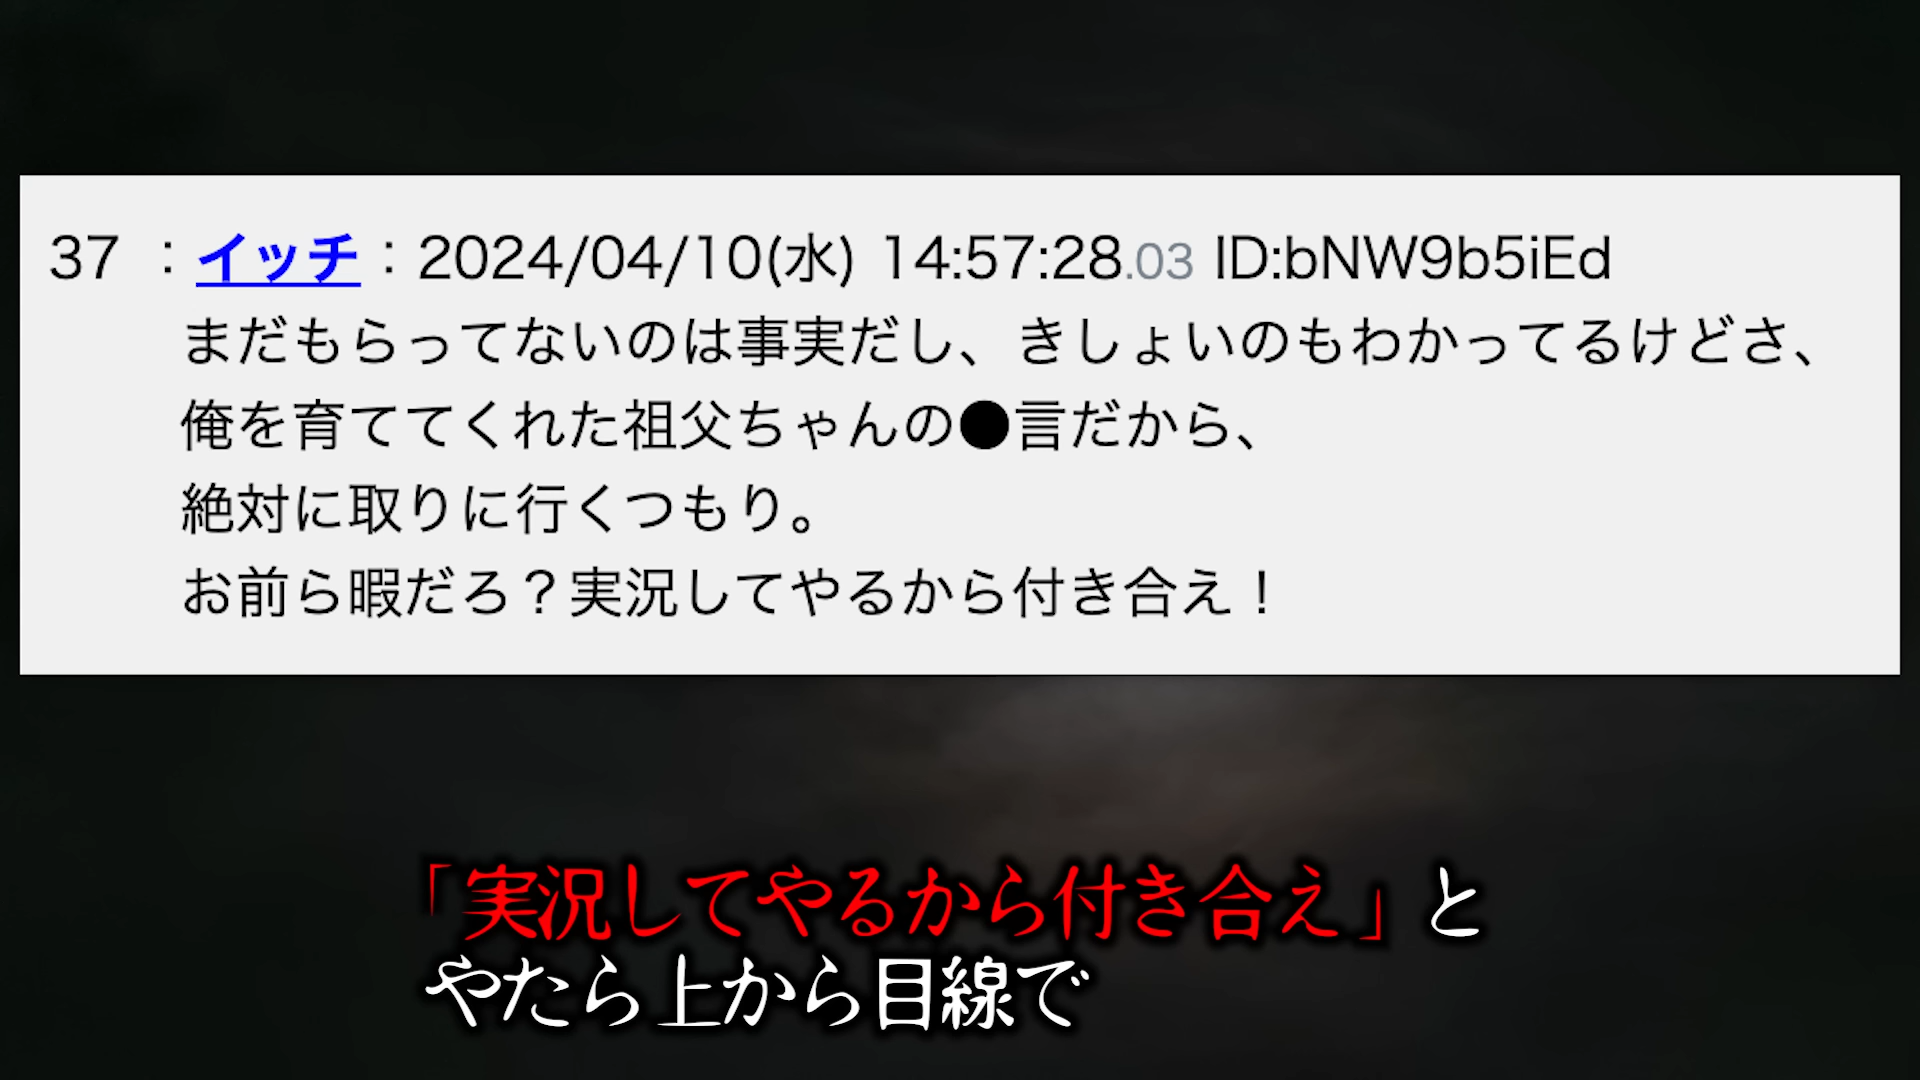 37 ：イッチ：2024/04/10(水) 14:57:28.03 ID:bNW9b5iEd
まだもらってないのは事実だし、きしょいのもわかってるけどさ、
俺を育ててくれた祖父ちゃんの●言だから、
絶対に取りに行くつもり。
お前ら暇だろ？実況してやるから付き合え！
「実況してやるから付き合え」と
やたら上から目線で